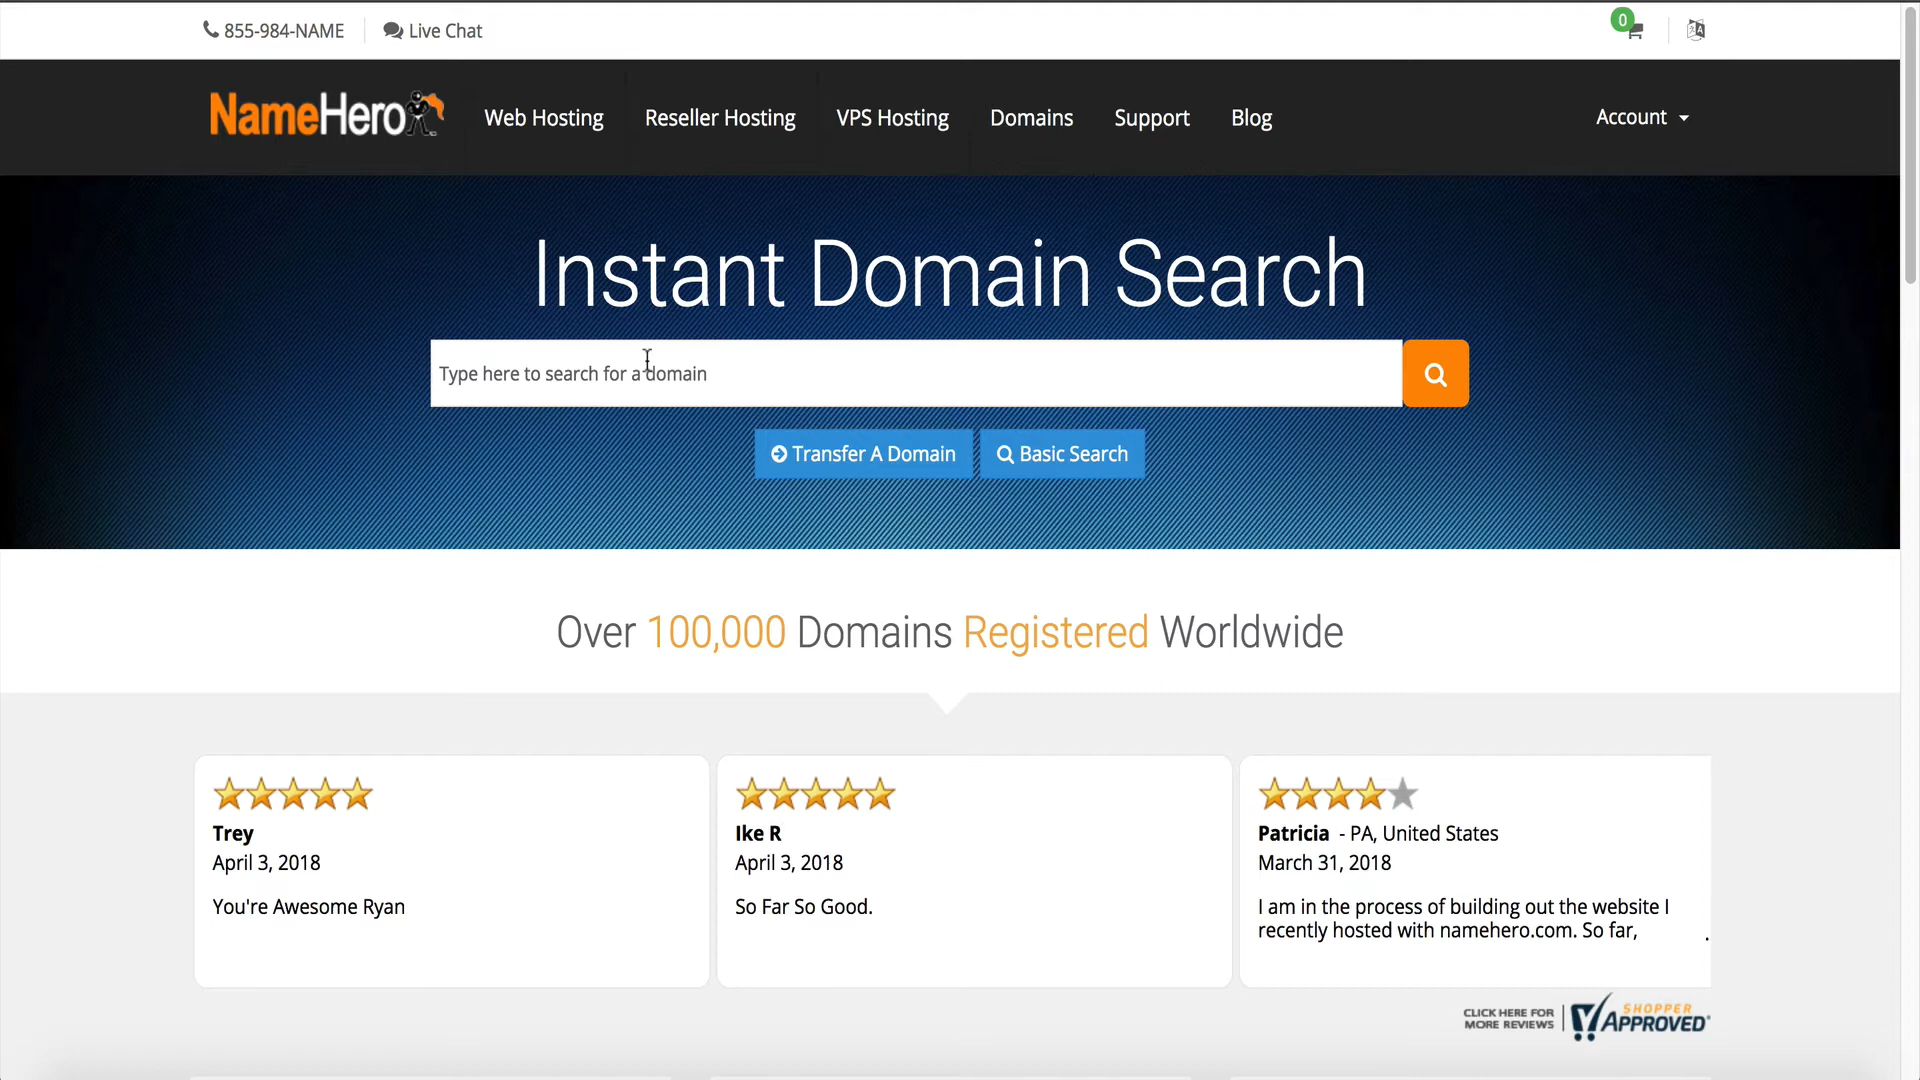 855-984-NAME
Live Chat
0
NameHero
Web Hosting
Reseller Hosting
VPS Hosting
Domains
Support
Blog
Account
Instant Domain Search
Type here to search for a domain
Transfer A Domain
Basic Search
Over 100,000 Domains Registered Worldwide
Trey
April 3, 2018
You're Awesome Ryan
Ike R
April 3, 2018
So Far So Good.
Patricia - PA, United States
March 31, 2018
I am in the process of building out the website I
recently hosted with namehero.com. So far,
CLICK HERE FOR
MORE REVIEWS
SHOPPER
APPROVED